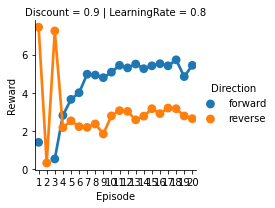 Discount = 0.9 | LearningRate = 0.8
6
4
2
0
Reward
1 2 3 4 5 6 7 8 9 10 11 12 13 14 15 16 17 18 19 20
Episode
Direction
forward
reverse